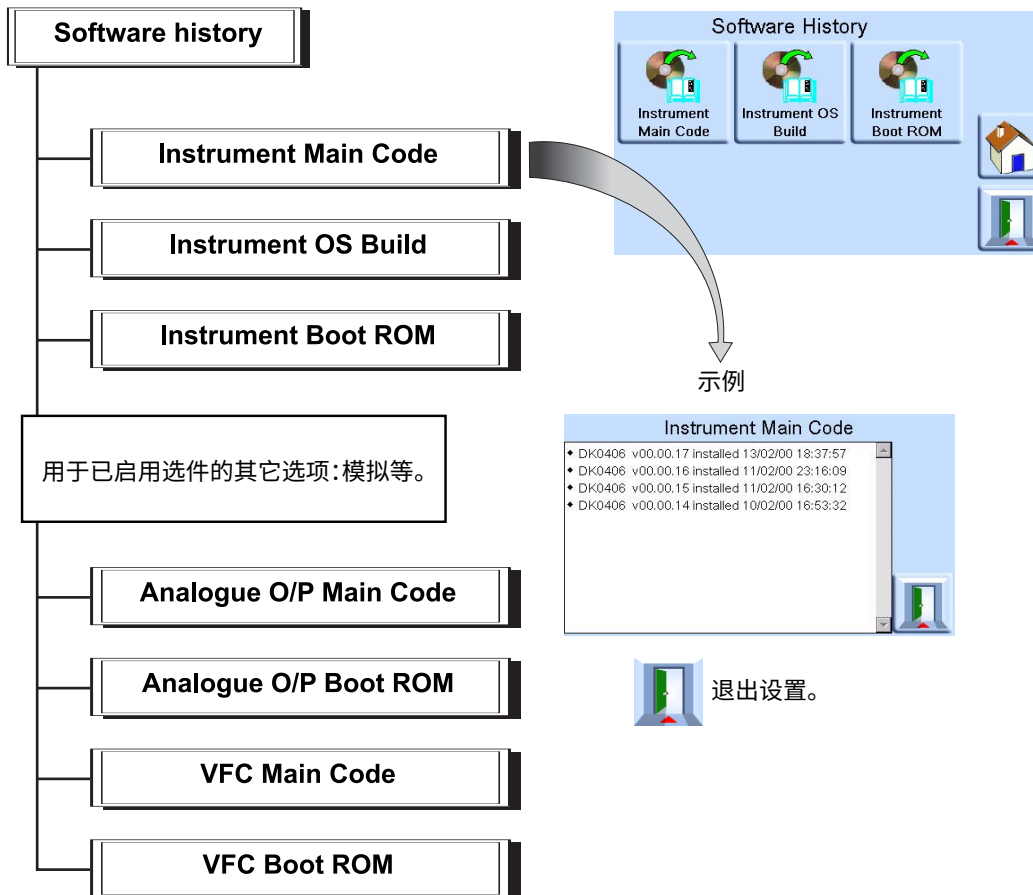 Software history
Instrument Main Code
Instrument OS Build
Instrument Boot ROM
用于已启用选件的其它选项：模拟等。
Analogue O/P Main Code
Analogue O/P Boot ROM
VFC Main Code
VFC Boot ROM
Software History
Instrument
Main Code
Instrument OS
Build
Instrument
Boot ROM
示例
Instrument Main Code
DK0406 v00.00.17 installed 13/02/00 18:37:57
DK0406 v00.00.16 installed 11/02/00 23:16:09
DK0406 v00.00.15 installed 11/02/00 16:30:12
DK0406 v00.00.14 installed 10/02/00 16:53:32
退出设置。